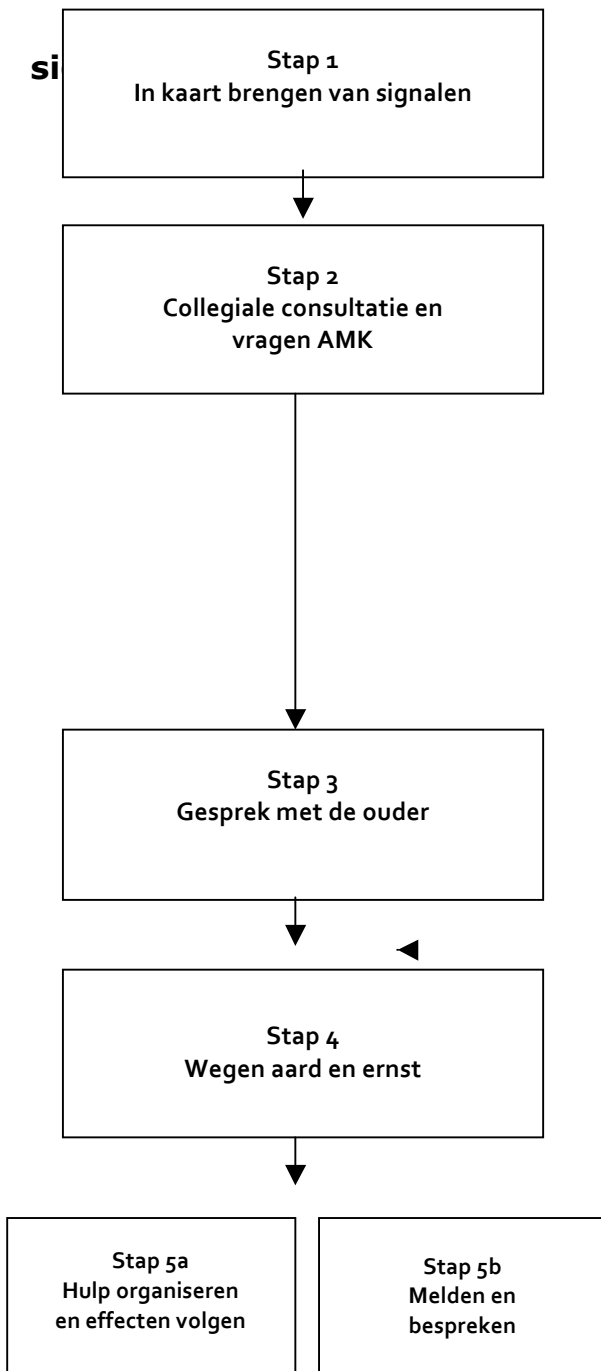 Stap 1
In kaart brengen van signalen
Stap 2
Collegiale consultatie en
vragen AMK
Stap 3
Gesprek met de ouder
Stap 4
Wegen aard en ernst
Stap 5a
Hulp organiseren
en effecten volgen
Stap 5b
Melden en
bespreken